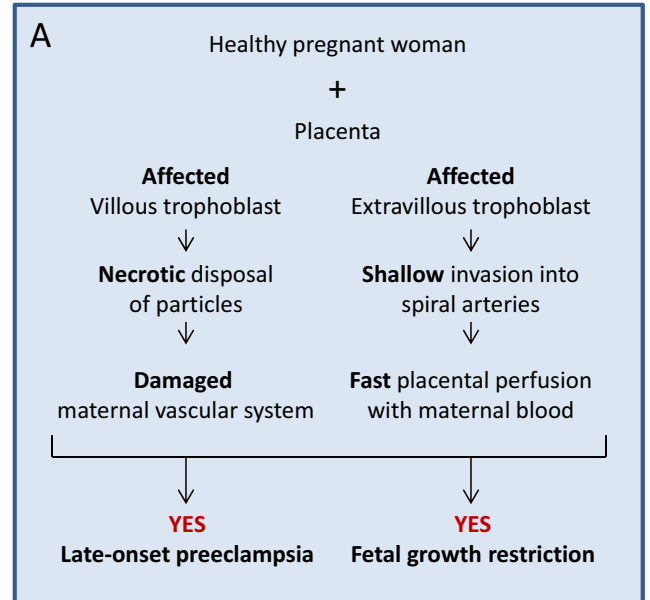 A
Healthy pregnant woman
+
Placenta
Affected
Villous trophoblast
Necrotic disposal
of particles
Damaged
maternal vascular system
Affected
Extravillous trophoblast
Shallow invasion into
spiral arteries
Fast placental perfusion
with maternal blood
YES
Late-onset preeclampsia
YES
Fetal growth restriction